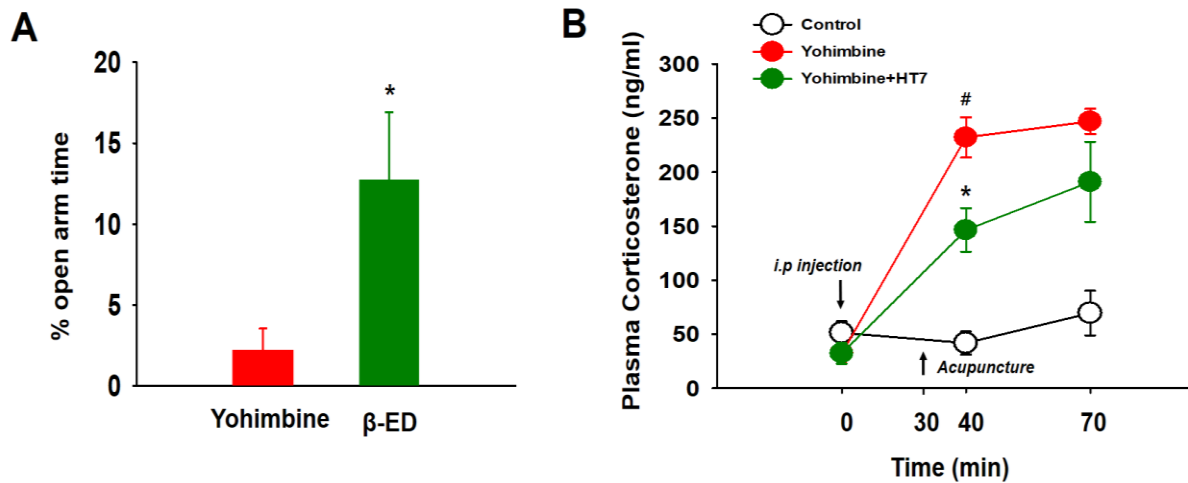 A
% open arm time
20
15
10
5
0
*
Yohimbine
β-ED
B
Control
Yohimbine
Yohimbine+HT7
Plasma Corticosterone (ng/ml)
300
250
200
150
100
50
0
#
*
i.p injection
Acupuncture
0 30 40 70
Time (min)